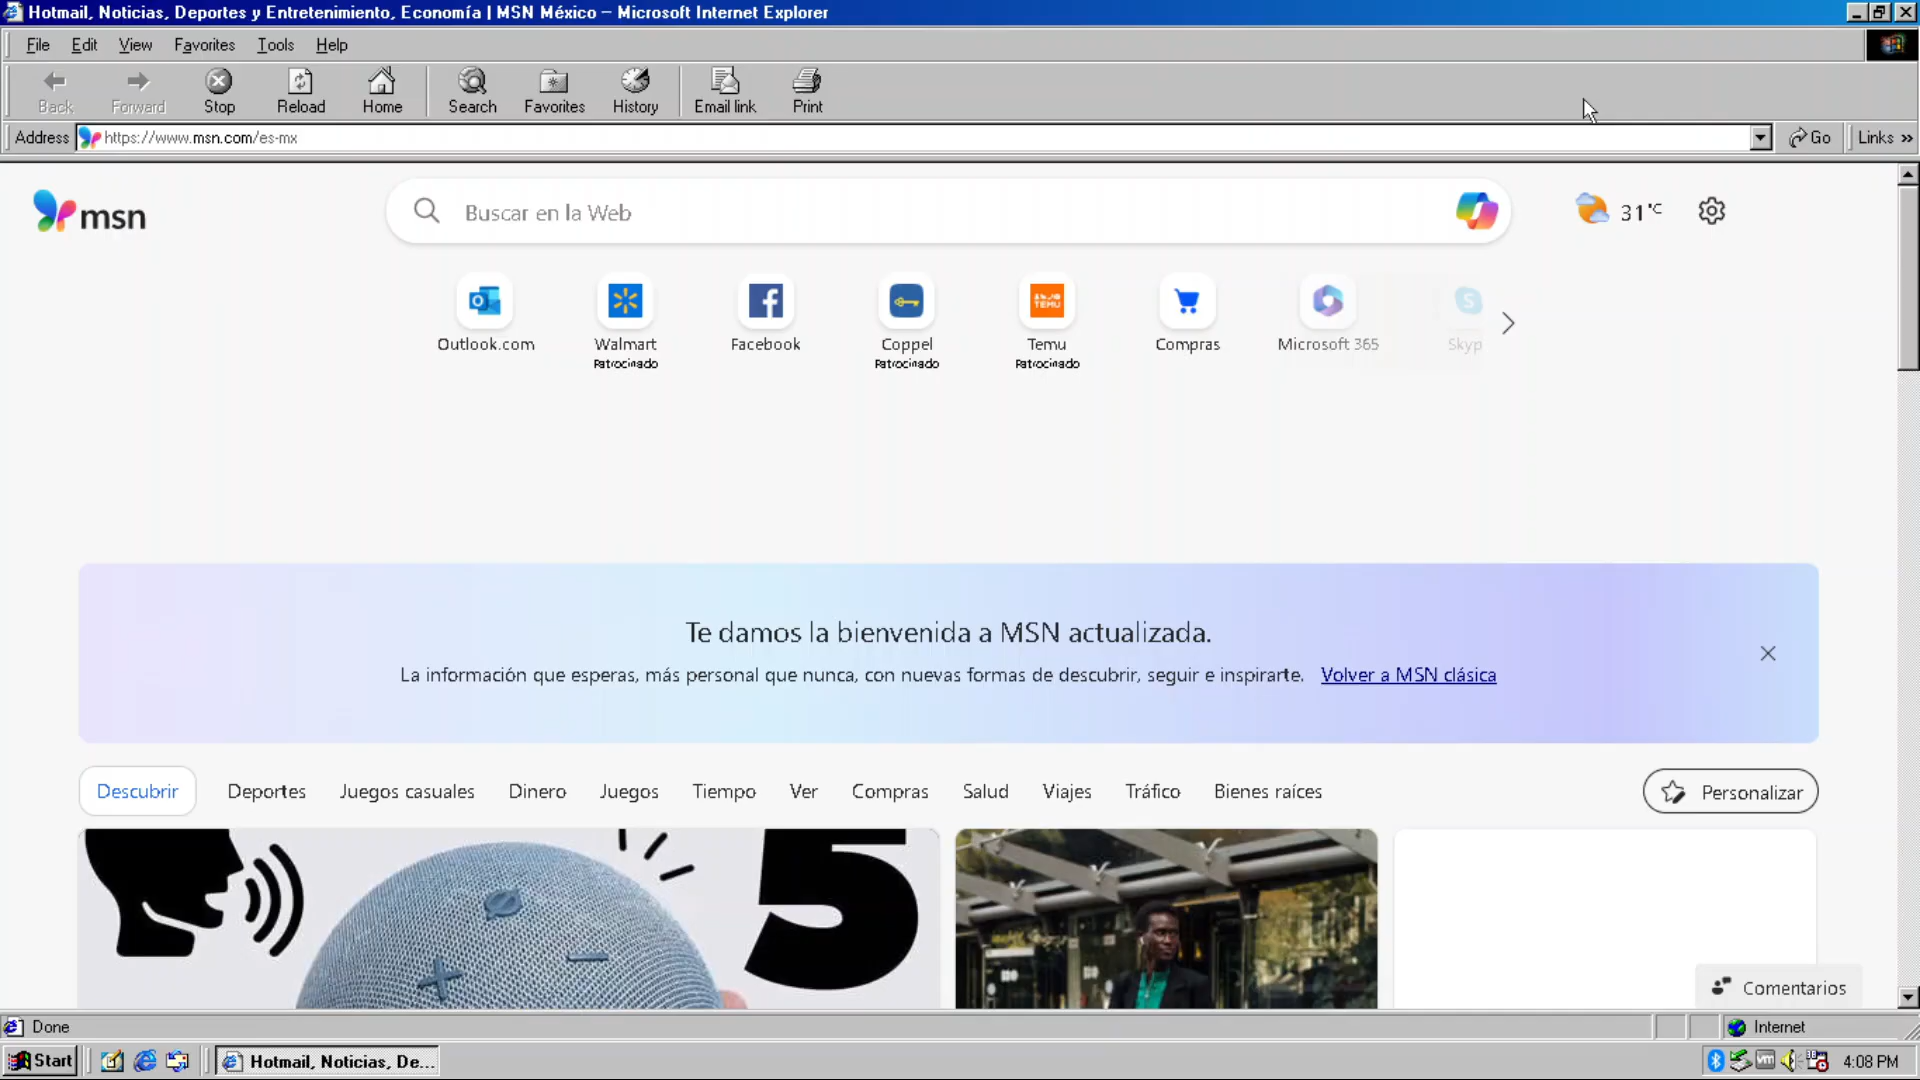 Hotmail, Noticias, Deportes y Entretenimiento, Economía | MSN México – Microsoft Internet Explorer
File Edit View Favorites Tools Help
Back Forward Stop Reload Home Search Favorites History Email link Print
Address https://www.msn.com/es-mx Go Links »
msn Buscar en la Web 31°C
Outlook.com Walmart Facebook Coppel Temu Compras Microsoft 365 Skyp
Patrocinado Patrocinado Patrocinado
Te damos la bienvenida a MSN actualizada.
La información que esperas, más personal que nunca, con nuevas formas de descubrir, seguir e inspirarte. Volver a MSN clásica
Descubrir Deportes Juegos casuales Dinero Juegos Tiempo Ver Compras Salud Viajes Tráfico Bienes raíces Personalizar
5
Comentarios
Done Internet
Start Hotmail, Noticias, De... 4:08 PM